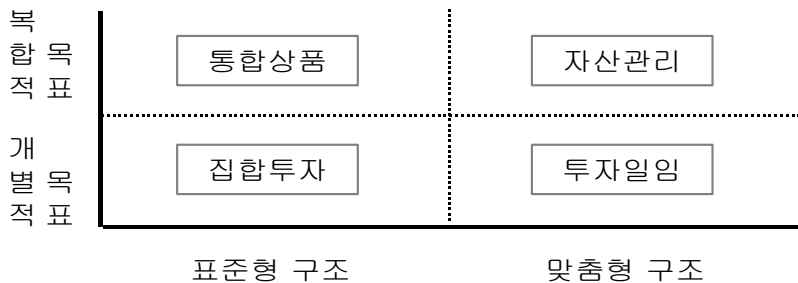 복
합 목
적 표
통합상품
자산관리
개
별 목
적 표
집합투자
투자일임
표준형 구조
맞춤형 구조